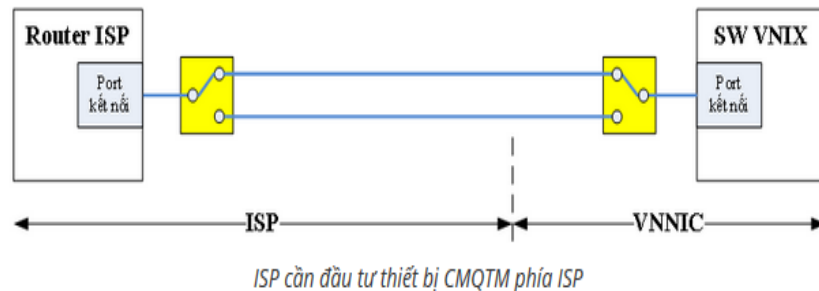 Router ISP
SW VNIX
Port
kết nối
Port
kết nối
ISP
VNNIC
ISP cần đầu tư thiết bị CMQTM phía ISP